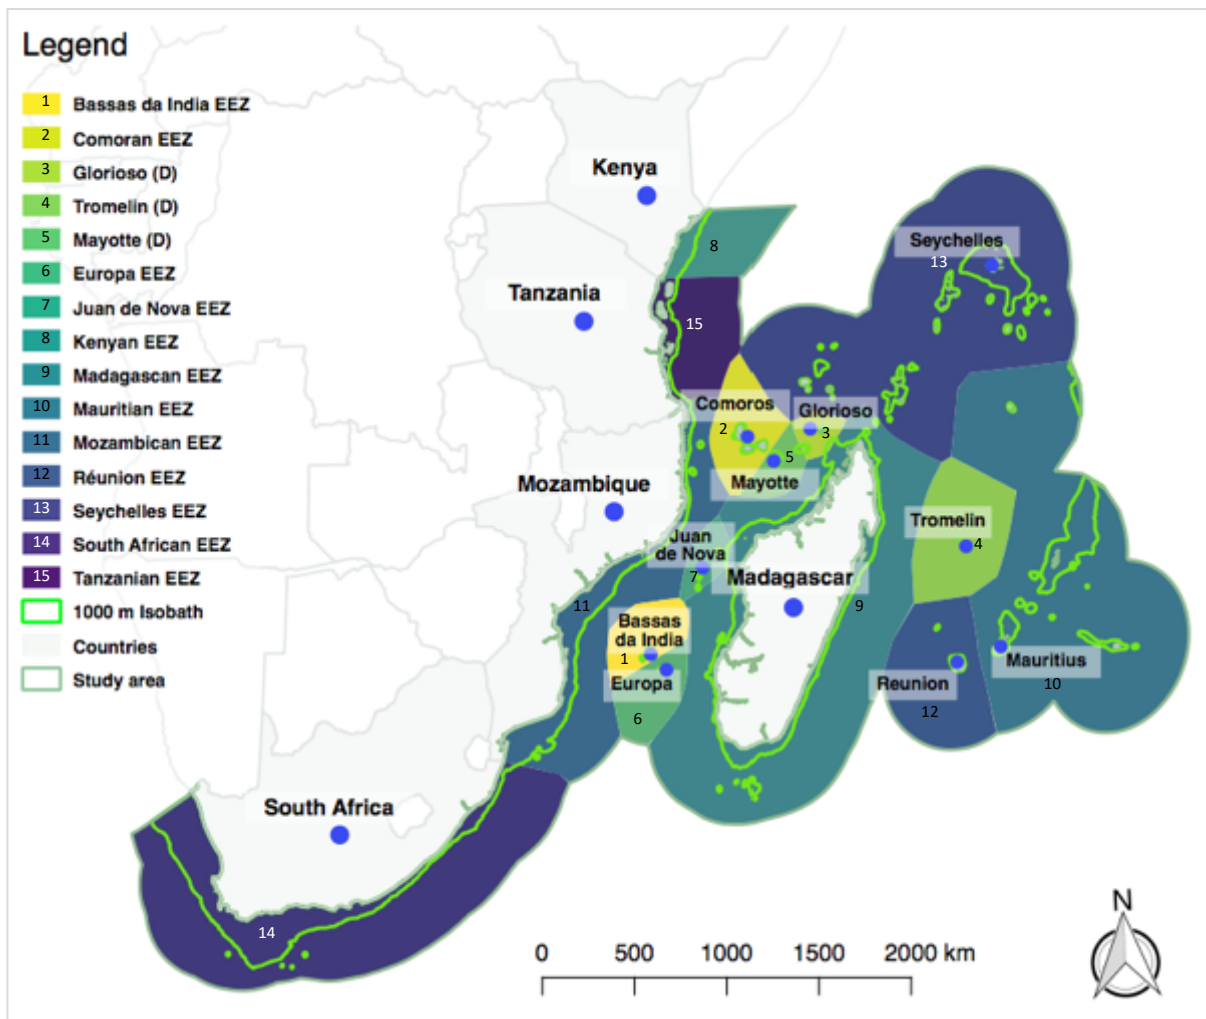 Legend
1 Bassas da India EEZ
2 Comoran EEZ
3 Glorioso (D)
4 Tromelin (D)
5 Mayotte (D)
6 Europa EEZ
7 Juan de Nova EEZ
8 Kenyan EEZ
9 Madagascan EEZ
10 Mauritian EEZ
11 Mozambican EEZ
12 Réunion EEZ
13 Seychelles EEZ
14 South African EEZ
15 Tanzanian EEZ
1000 m Isobath
Countries
Study area
Kenya
8
Seychelles
13
Tanzania
15
Comoros
2
Glorioso
3
5
Mayotte
Mozambique
Juan
de Nova
7
Tromelin
4
Madagascar
9
11
Bassas
da India
1
Europa
6
Mauritius
10
Reunion
12
South Africa
14
N
0 500 1000 1500 2000 km